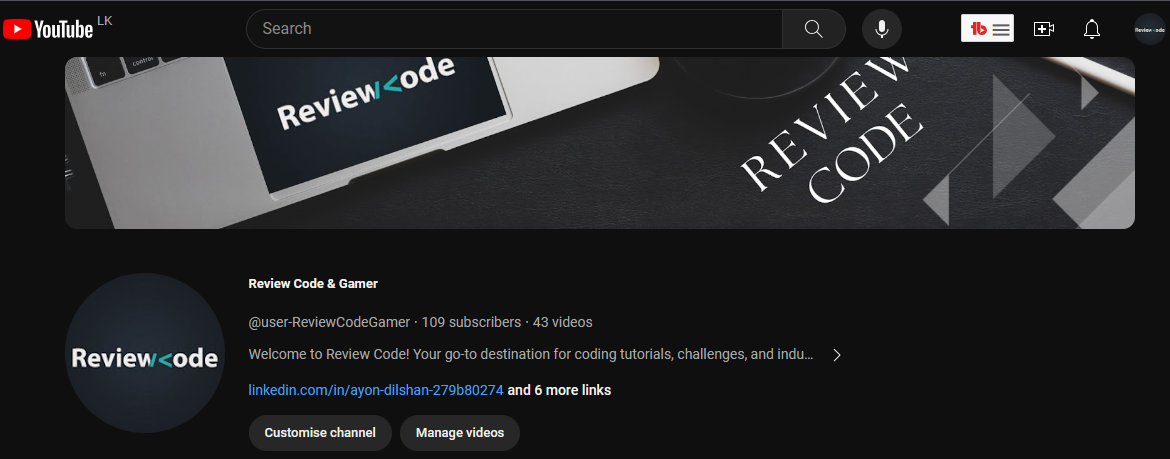 YouTube LK
Search
fn
control
Review<ode
REVIEW
CODE
Review<ode
Review Code & Gamer
@user-ReviewCodeGamer · 109 subscribers · 43 videos
Welcome to Review Code! Your go-to destination for coding tutorials, challenges, and indu...
Review<ode
linkedin.com/in/ayon-dilshan-279b80274 and 6 more links
Customise channel
Manage videos